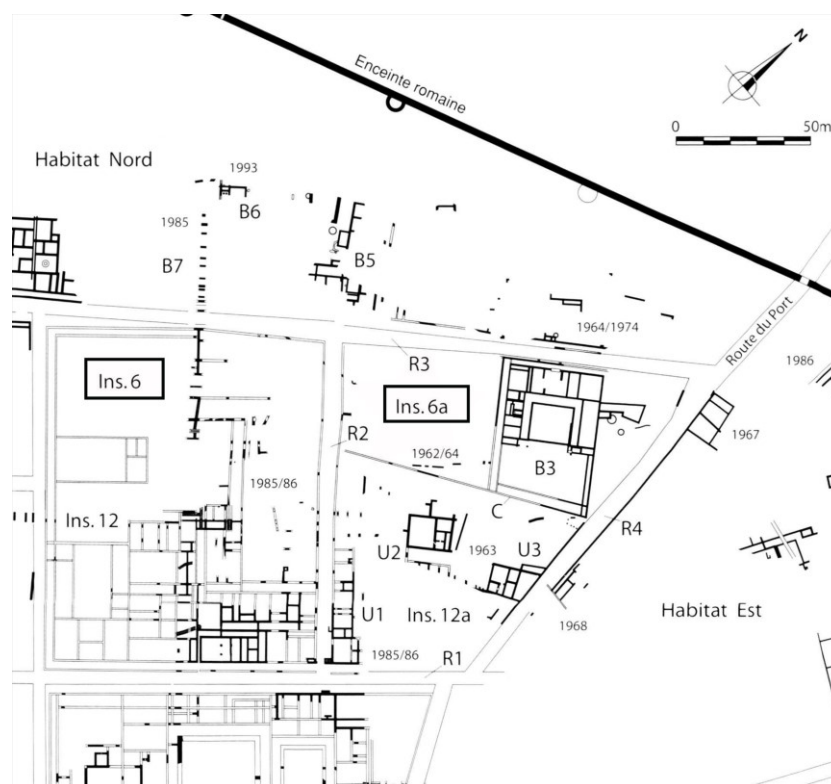 Enceinte romaine
N
0 50m
Habitat Nord
1993
B6
1985
B5
B7
1964/1974
Route du Port
1986
R3
Ins. 6
Ins. 6a
1967
R2
1962/64
B3
1985/86
C
R4
Ins. 12
U2
1963
U3
Habitat Est
U1
Ins. 12a
1968
1985/86
R1